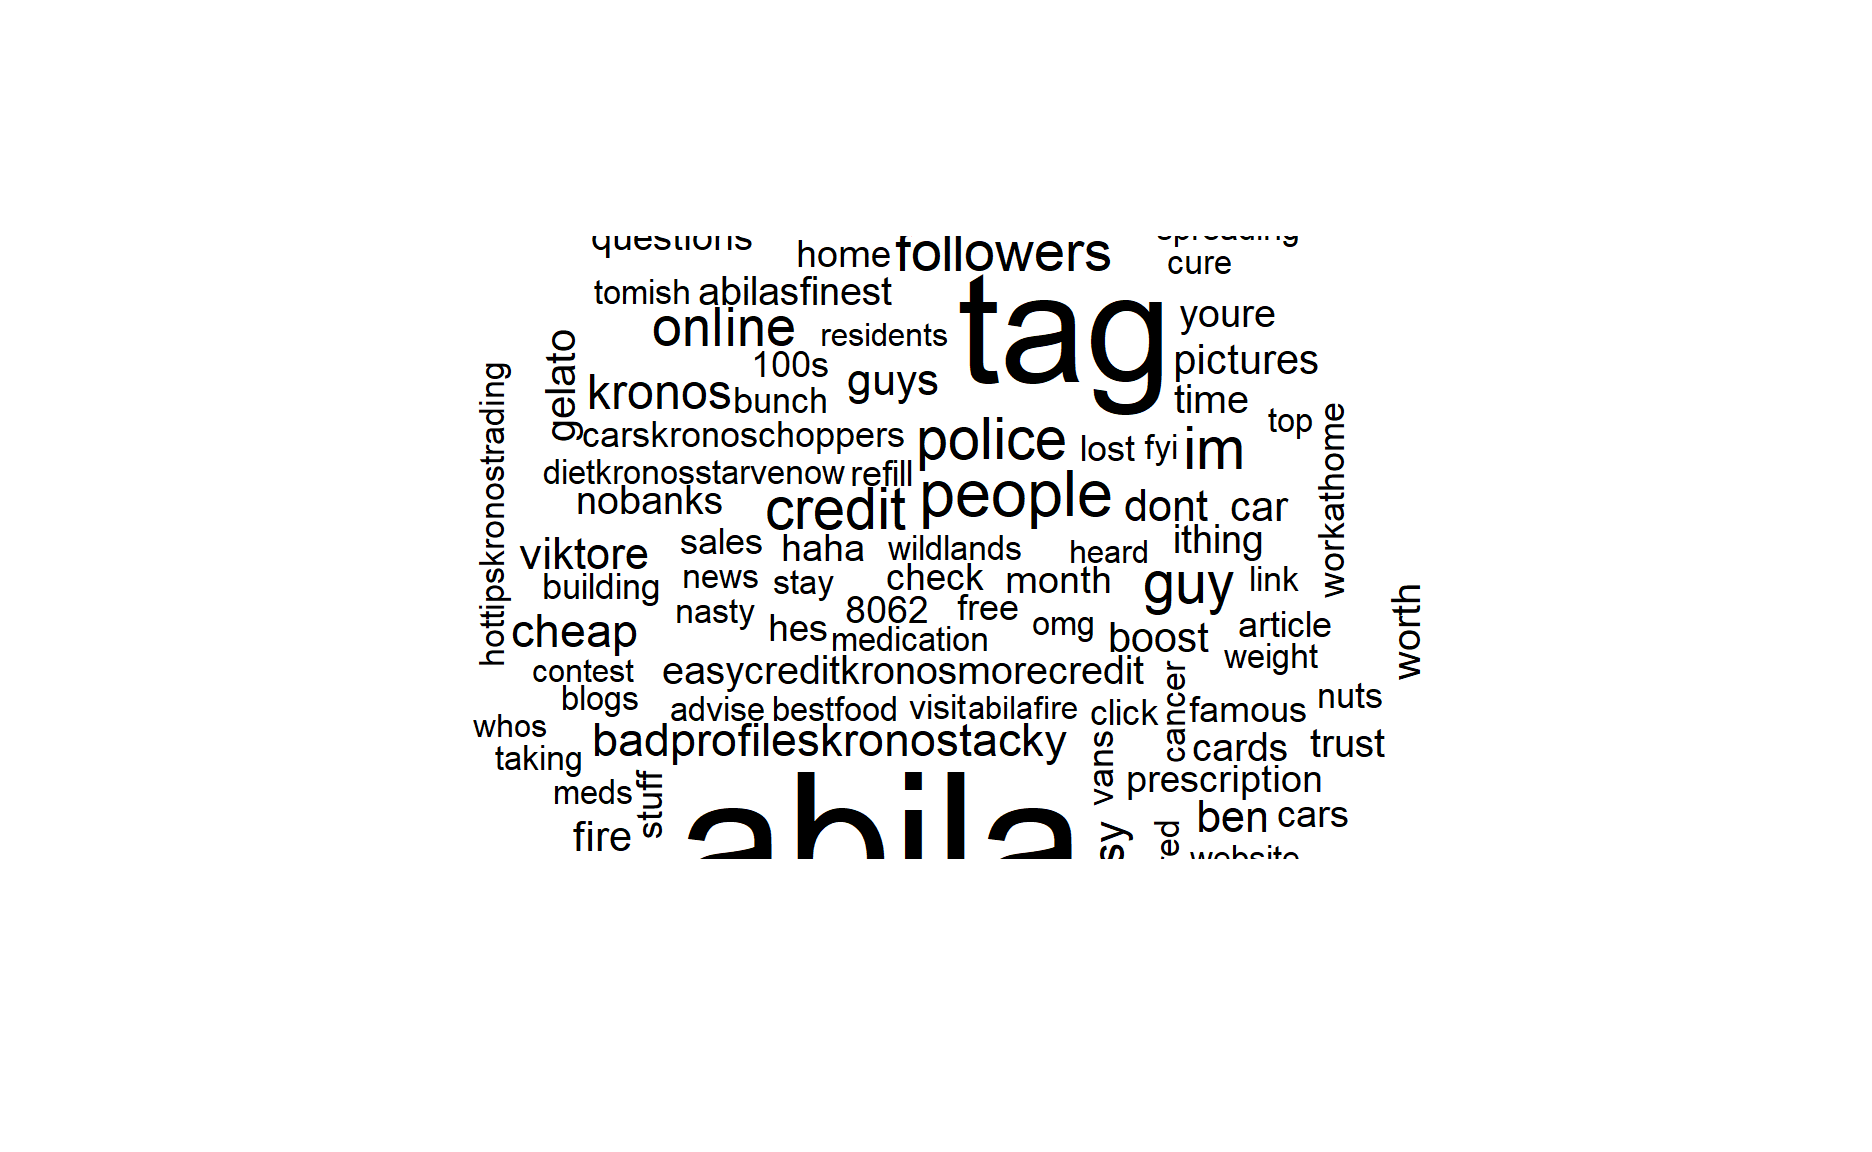 questions
home
followers
spreading
cure
tomish
abilasfinest
tag
youre
online
residents
gelato
100s
guys
pictures
kronos
bunch
time
hottipskronostrading
carskronoschoppers
police
lost
fyi
im
top
workathome
dietkronosstarvenow
refill
nobanks
credit
people
dont
car
viktore
sales
haha
wildlands
heard
ithing
building
news
stay
check
month
guy
link
worth
nasty
8062
free
cheap
hes
medication
omg
boost
article
weight
contest
easycreditkronosmorecredit
cancer
blogs
advise
bestfood
visitabilafire
click
famous
nuts
whos
badprofileskronostacky
vans
cards
trust
taking
meds
stuff
abila
prescription
fire
sy
red
ben
cars
website